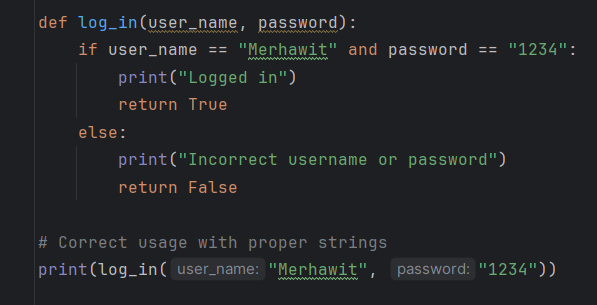 def log_in(user_name, password):
    if user_name == "Merhawit" and password == "1234":
        print("Logged in")
        return True
    else:
        print("Incorrect username or password")
        return False

# Correct usage with proper strings
print(log_in( user_name: "Merhawit", password: "1234"))